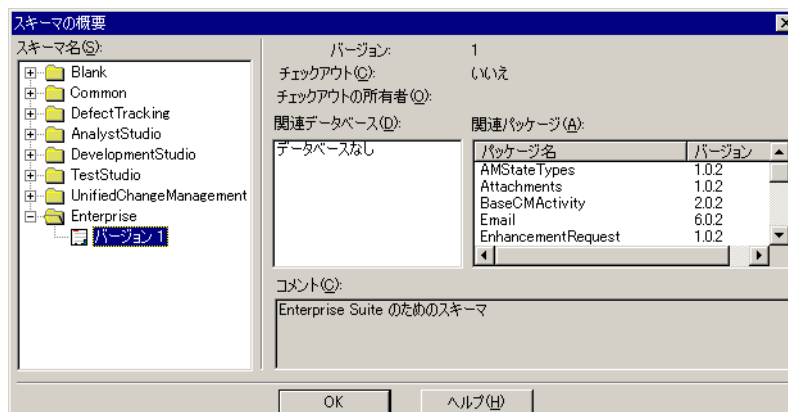 スキーマの概要
スキーマ名(S):
Blank
Common
DefectTracking
AnalystStudio
DevelopmentStudio
TestStudio
UnifiedChangeManagement
Enterprise
バージョン 1
バージョン: 1
チェックアウト(C): いいえ
チェックアウトの所有者(O):
関連データベース(D):
データベースなし
関連パッケージ(A):
パッケージ名 バージョン
AMStateTypes 1.0.2
Attachments 1.0.2
BaseCMActivity 2.0.2
Email 6.0.2
EnhancementRequest 1.0.2
コメント(C):
Enterprise Suite のためのスキーマ
OK ヘルプ(H)